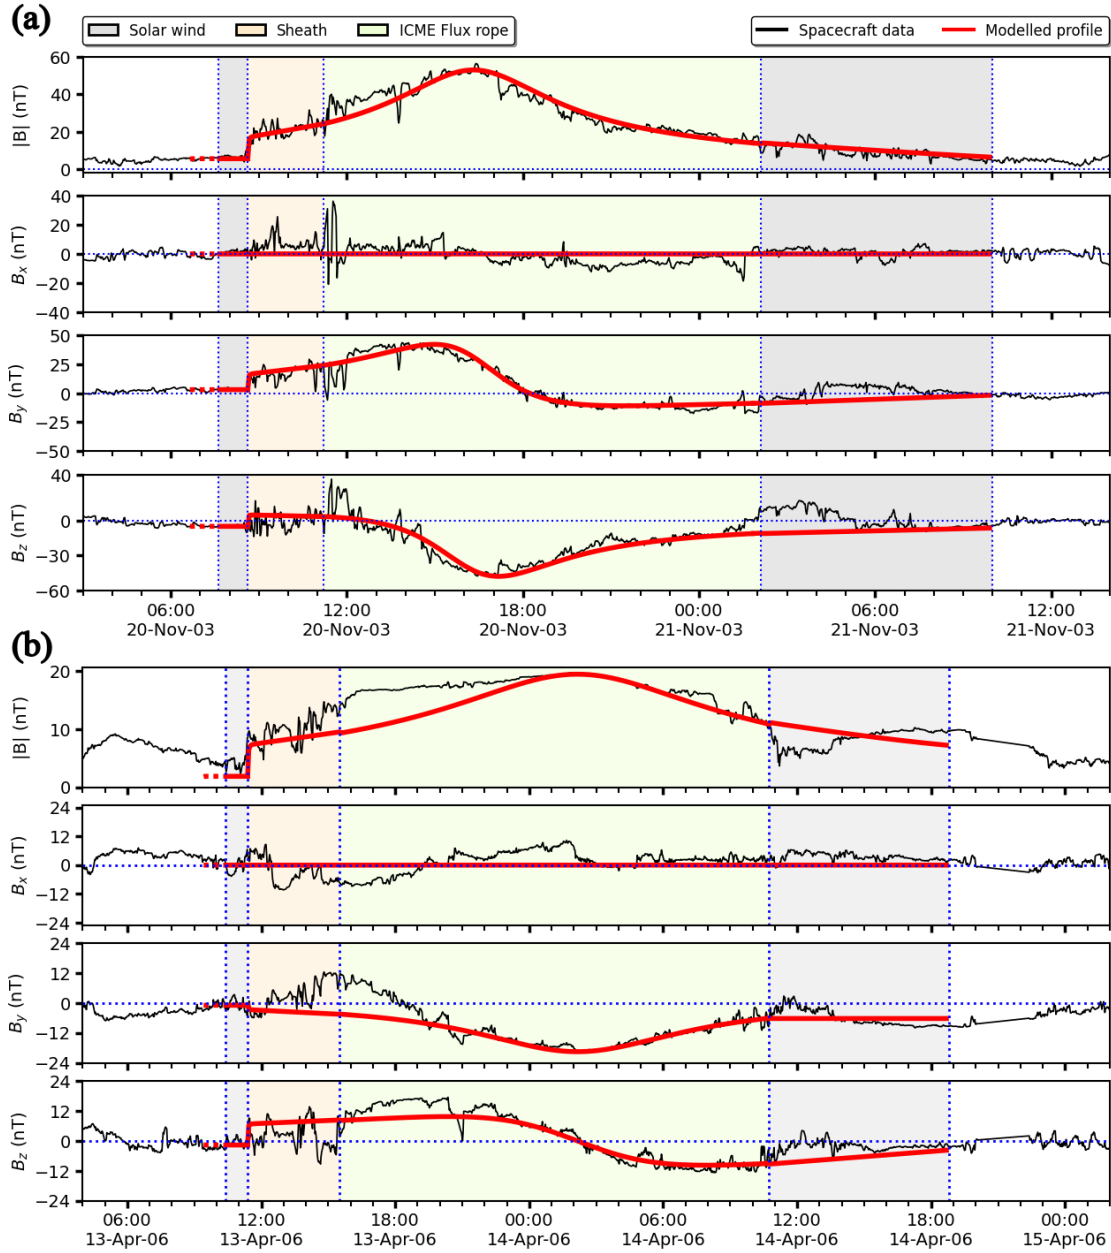 (a)
Solar wind Sheath ICME Flux rope Spacecraft data Modelled profile
60
40
20
0
|B| (nT)
40
20
0
−20
−40
Bx (nT)
50
25
0
−25
−50
By (nT)
40
0
−30
−60
Bz (nT)
06:00 12:00 18:00 00:00 06:00 12:00
20-Nov-03 20-Nov-03 20-Nov-03 21-Nov-03 21-Nov-03 21-Nov-03
(b)
20
10
0
|B| (nT)
24
12
0
−12
−24
Bx (nT)
24
12
0
−12
−24
By (nT)
24
12
0
−12
−24
Bz (nT)
06:00 12:00 18:00 00:00 06:00 12:00 18:00 00:00
13-Apr-06 13-Apr-06 13-Apr-06 14-Apr-06 14-Apr-06 14-Apr-06 14-Apr-06 15-Apr-06